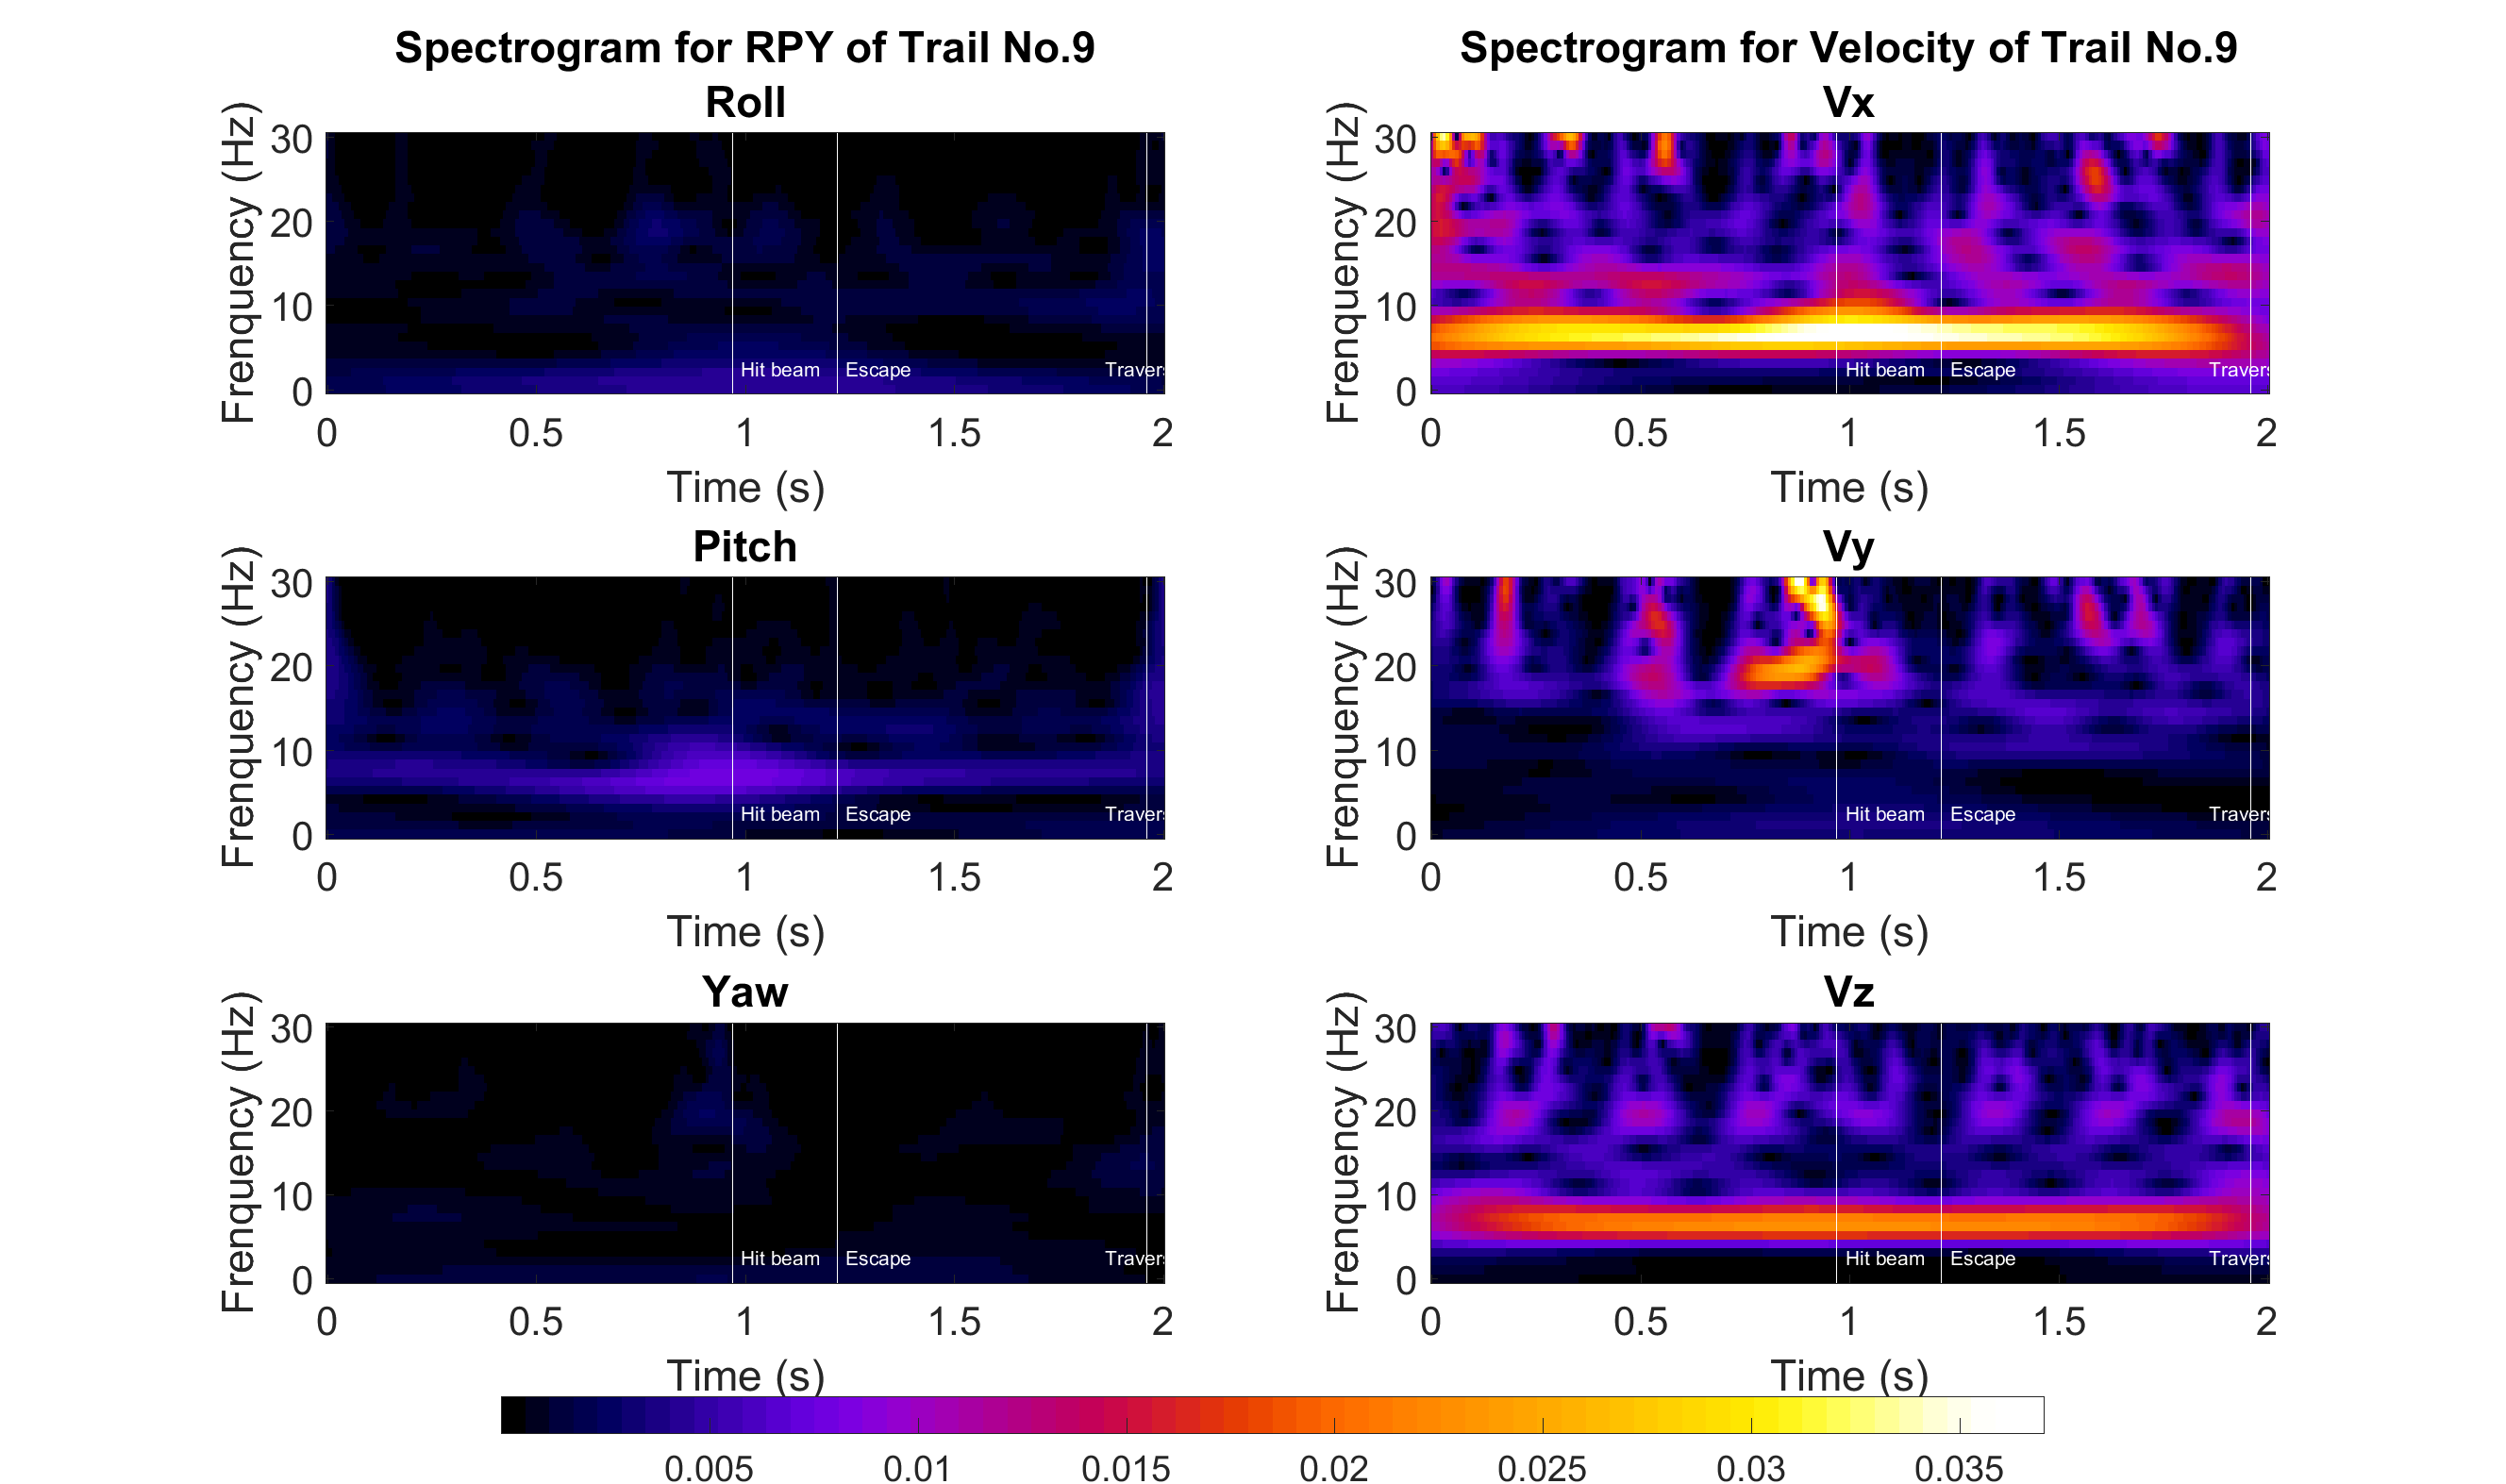 Spectrogram for RPY of Trail No.9
Roll
Frenquency (Hz)
30
20
10
0
Hit beam
Escape
Travers
0 0.5 1 1.5 2
Time (s)
Pitch
Frenquency (Hz)
30
20
10
0
Hit beam
Escape
Travers
0 0.5 1 1.5 2
Time (s)
Yaw
Frenquency (Hz)
30
20
10
0
Hit beam
Escape
Travers
0 0.5 1 1.5 2
Time (s)
Spectrogram for Velocity of Trail No.9
Vx
Frenquency (Hz)
30
20
10
0
Hit beam
Escape
Travers
0 0.5 1 1.5 2
Time (s)
Vy
Frenquency (Hz)
30
20
10
0
Hit beam
Escape
Travers
0 0.5 1 1.5 2
Time (s)
Vz
Frenquency (Hz)
30
20
10
0
Hit beam
Escape
Travers
0 0.5 1 1.5 2
Time (s)
0.005 0.01 0.015 0.02 0.025 0.03 0.035